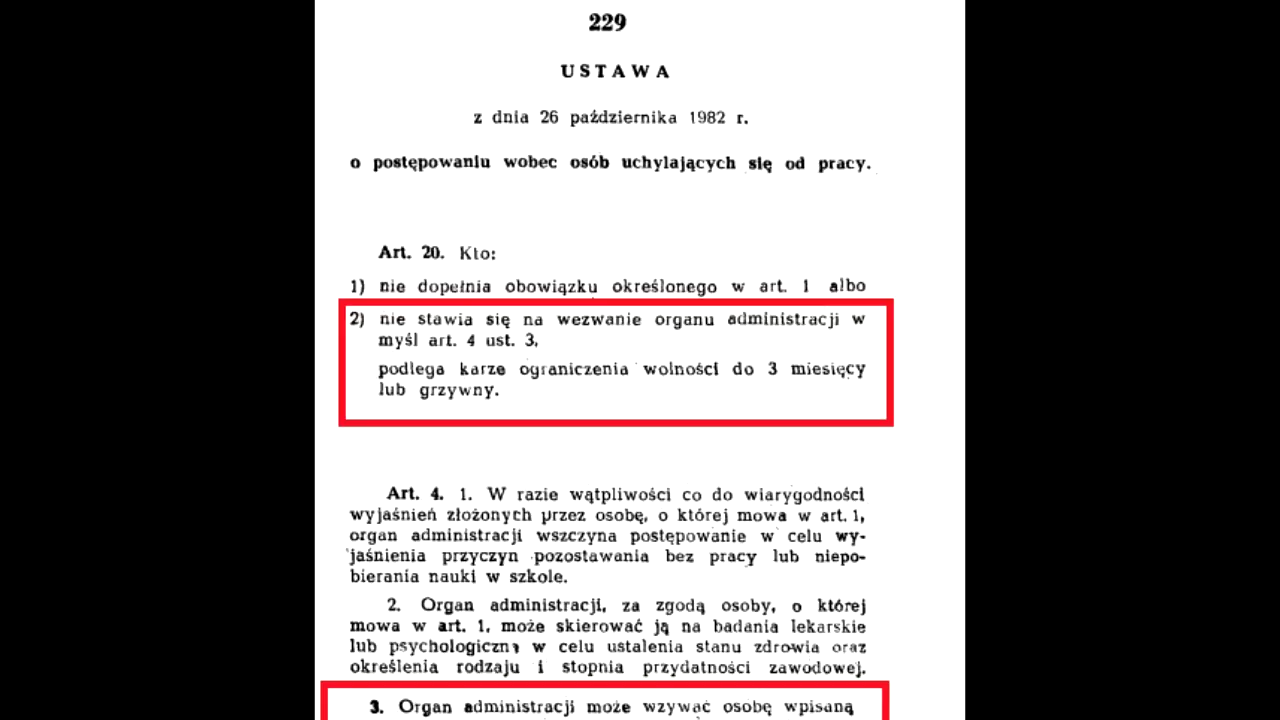 229
USTAWA
z dnia 26 października 1982 r.
o postępowaniu wobec osób uchylających się od pracy.
Art. 20. Kto:
1) nie dopełnia obowiązku określonego w art. 1 albo
2) nie stawia się na wezwanie organu administracji w
myśl art. 4 ust. 3,
podlega karze ograniczenia wolności do 3 miesięcy
lub grzywny.
Art. 4. 1. W razie wątpliwości co do wiarygodności
wyjaśnień złożonych przez osobę, o której mowa w art. 1,
organ administracji wszczyna postępowanie w celu wy-
jaśnienia przyczyn pozostawania bez pracy lub niepo-
bierania nauki w szkole.
2. Organ administracji, za zgodą osoby, o której
mowa w art. 1, może skierować ją na badania lekarskie
lub psychologiczne w celu ustalenia stanu zdrowia oraz
określenia rodzaju i stopnia przydatności zawodowej.
3. Organ administracji może wzywać osobę wpisaną